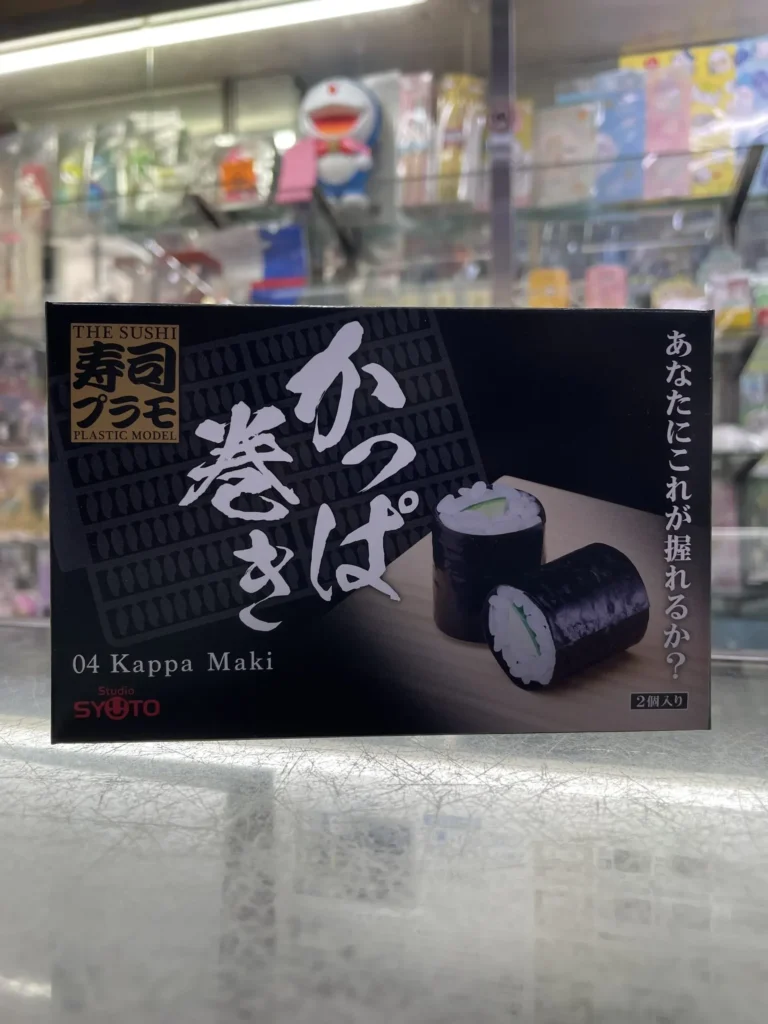 THE SUSHI
寿司
プラモ
PLASTIC MODEL
かっぱ
巻き
あなたにこれが握れるか?
04 Kappa Maki
Studio
SYUTO
2個入り